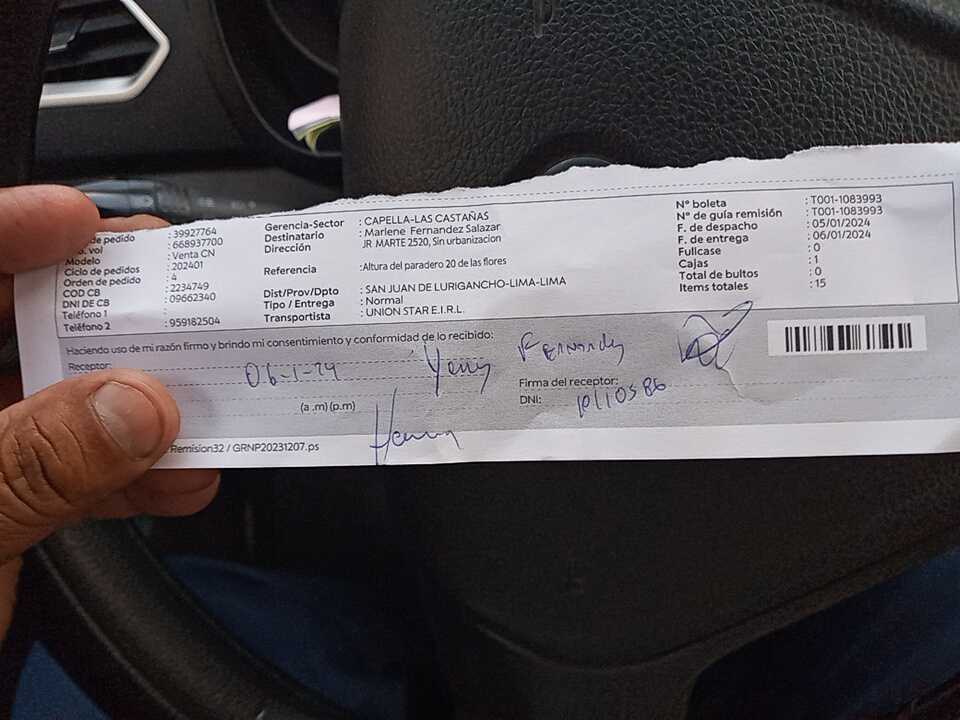 de pedido : 39927764
vol : 668937700
Modelo : Venta CN
Ciclo de pedidos : 202401
Orden de pedido : 4
COD CB : 2234749
DNI DE CB : 09662340
Teléfono 1 :
Teléfono 2 : 959182504
Gerencia-Sector : CAPELLA-LAS CASTAÑAS
Destinatario : Marlene Fernandez Salazar
Dirección : JR MARTE 2520, Sin urbanizacion
Referencia : Altura del paradero 20 de las flores
Dist/Prov/Dpto : SAN JUAN DE LURIGANCHO-LIMA-LIMA
Tipo / Entrega : Normal
Transportista : UNION STAR E.I.R.L.
N° boleta : T001-1083993
N° de guía remisión : T001-1083993
F. de despacho : 05/01/2024
F. de entrega : 06/01/2024
Fullcase : 0
Cajas : 1
Total de bultos : 0
Items totales : 15
Haciendo uso de mi razón firmo y brindo mi consentimiento y conformidad de lo recibido:
Receptor:
06-1-24 Yeny FERNANDEZ
(a .m) (p.m)
Firma del receptor:
DNI:
Remision32 / GRNP20231207.ps